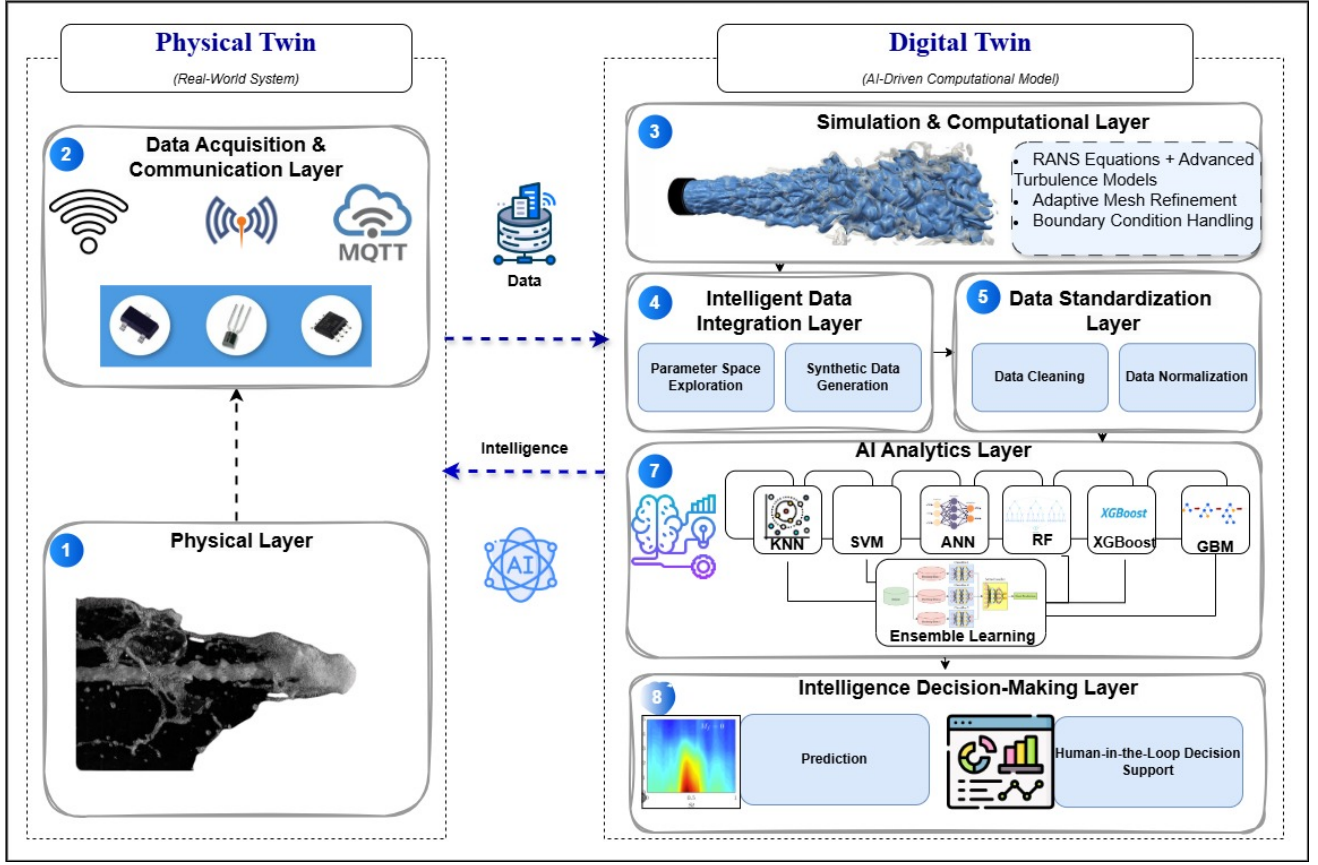 Physical Twin
(Real-World System)
2
Data Acquisition &
Communication Layer
MQTT
1
Physical Layer
Data
Intelligence
AI
Digital Twin
(AI-Driven Computational Model)
3
Simulation & Computational Layer
• RANS Equations + Advanced
Turbulence Models
• Adaptive Mesh Refinement
• Boundary Condition Handling
4
Intelligent Data
Integration Layer
Parameter Space
Exploration
Synthetic Data
Generation
5
Data Standardization
Layer
Data Cleaning
Data Normalization
7
AI Analytics Layer
KNN
SVM
ANN
RF
XGBoost
XGBoost
GBM
Ensemble Learning
8
Intelligence Decision-Making Layer
Prediction
Human-in-the-Loop Decision
Support